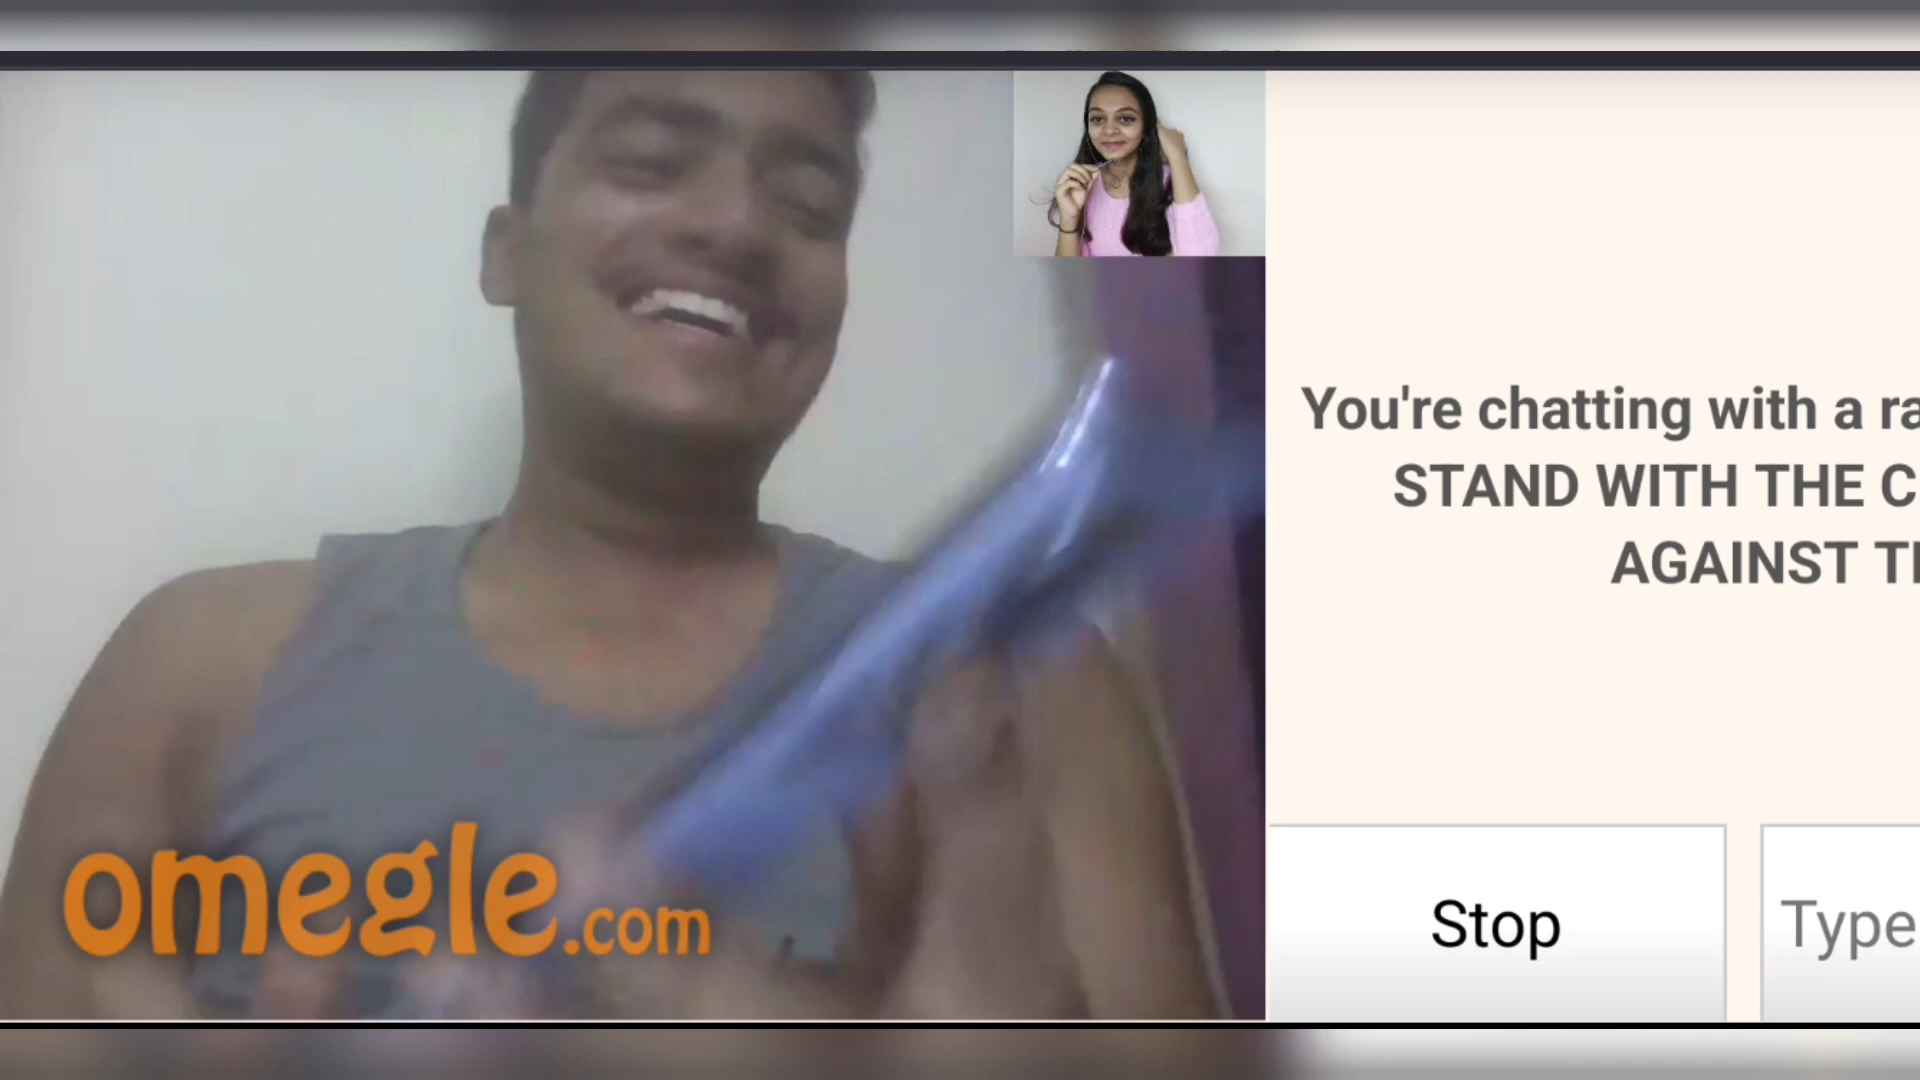 You're chatting with a ra
STAND WITH THE C
AGAINST
omegle.com
Stop
Type